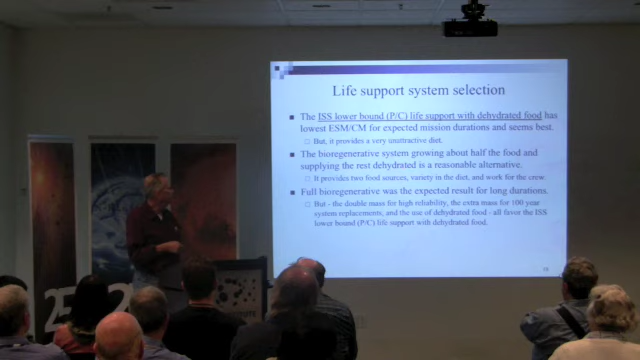 Life support system selection
The ISS lower bound (P/C) life support with dehydrated food has
lowest ESM/CM for expected mission durations and seems best.
But, it provides a very unattractive diet.
The bioregenerative system growing about half the food and
supplying the rest dehydrated is a reasonable alternative.
It provides two food sources, variety in the diet, and work for the crew.
Full bioregenerative was the expected result for long durations.
But - the double mass for high reliability, the extra mass for 100 year
system replacements, and the use of dehydrated food - all favor the ISS
lower bound (P/C) life support with dehydrated food.